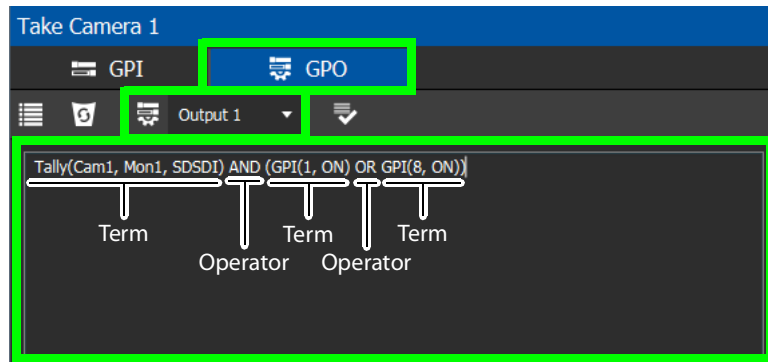 Take Camera 1
GPI GPO
Output 1
Tally(Cam1, Mon1, SDSDI) AND (GPI(1, ON) OR GPI(8, ON))
Term Term Term
Operator Operator